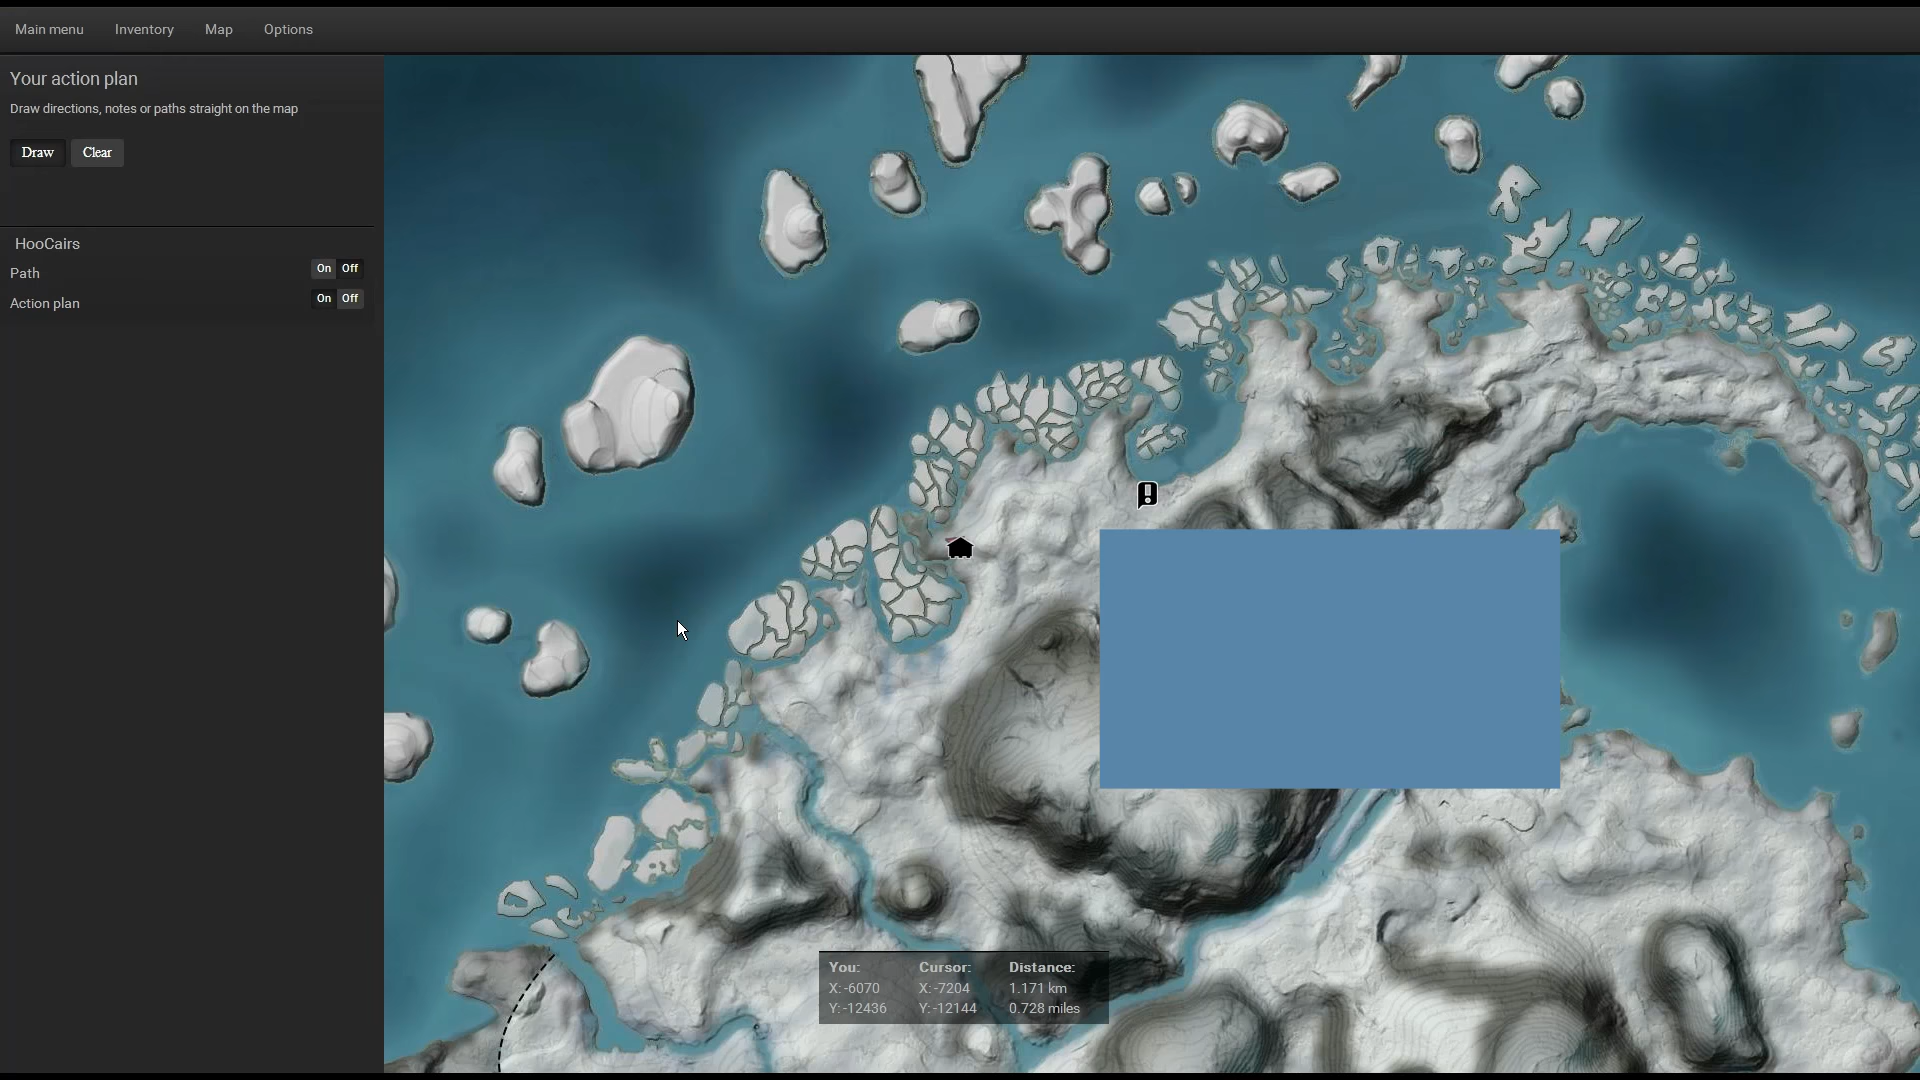 Main menu Inventory Map Options
Your action plan
Draw directions, notes or paths straight on the map
Draw Clear
HooCairs
Path On Off
Action plan On Off
You: Cursor: Distance:
X:-6070 X:-7204 1.171 km
Y:-12436 Y:-12144 0.728 miles